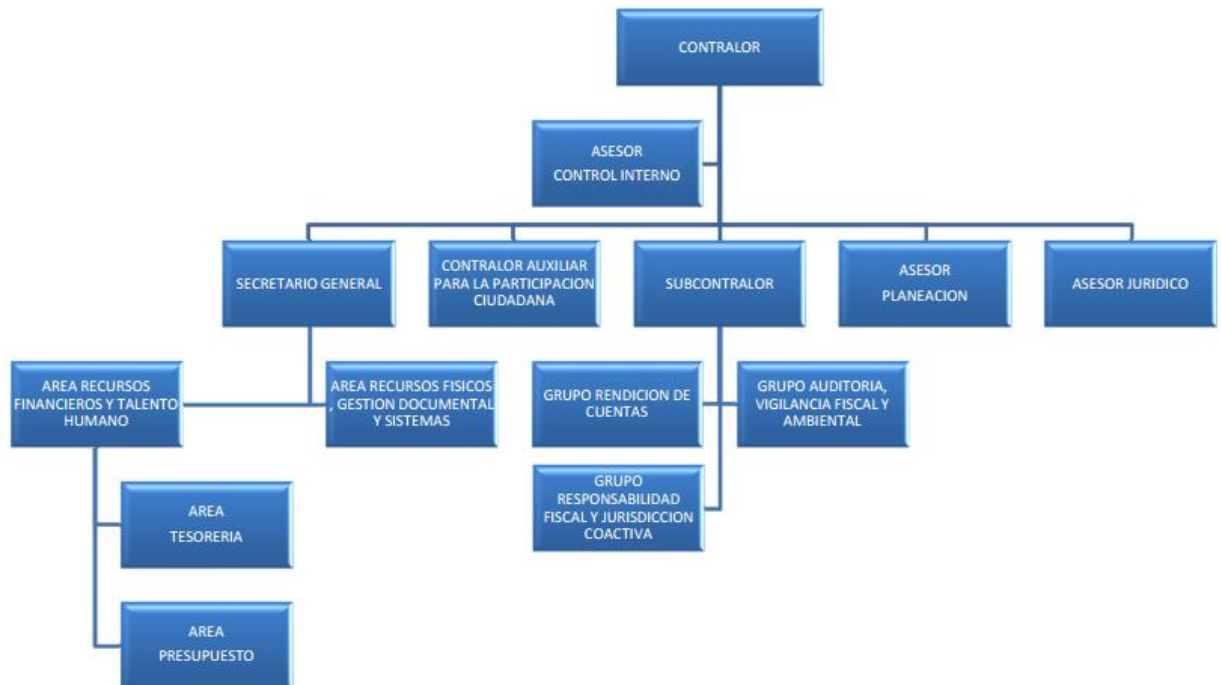 CONTRALOR
ASESOR
CONTROL INTERNO
SECRETARIO GENERAL
CONTRALOR AUXILIAR
PARA LA PARTICIPACION
CIUDADANA
SUBCONTRALOR
ASESOR
PLANEACION
ASESOR JURIDICO
AREA RECURSOS
FINANCIEROS Y TALENTO
HUMANO
AREA RECURSOS FISICOS
, GESTION DOCUMENTAL
Y SISTEMAS
GRUPO RENDICION DE
CUENTAS
GRUPO AUDITORIA,
VIGILANCIA FISCAL Y
AMBIENTAL
GRUPO
RESPONSABILIDAD
FISCAL Y JURISDICCION
COACTIVA
AREA
TESORERIA
AREA
PRESUPUESTO